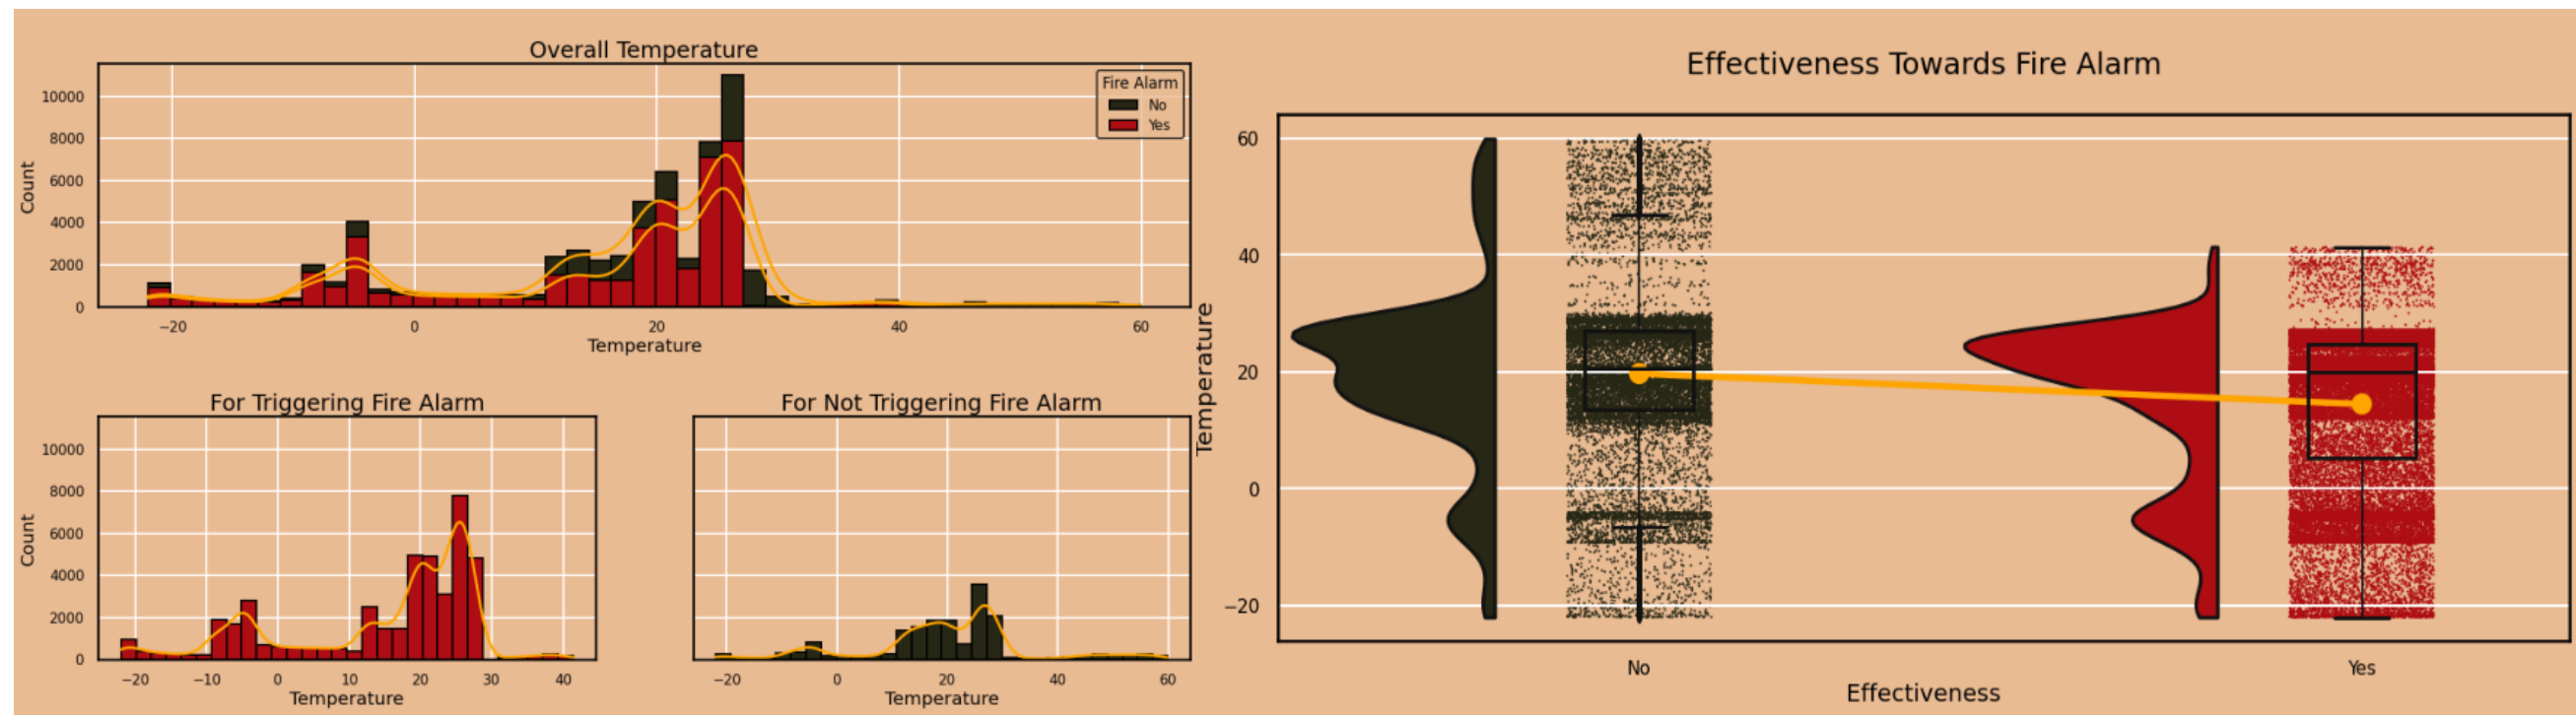 Overall Temperature
Fire Alarm
No
Yes
10000
8000
6000
4000
2000
0
Count
−20 0 20 40 60
Temperature
For Triggering Fire Alarm
10000
8000
6000
4000
2000
0
Count
−20 −10 0 10 20 30 40
Temperature
For Not Triggering Fire Alarm
−20 0 20 40 60
Temperature
Effectiveness Towards Fire Alarm
60
40
20
0
−20
Temperature
No Yes
Effectiveness